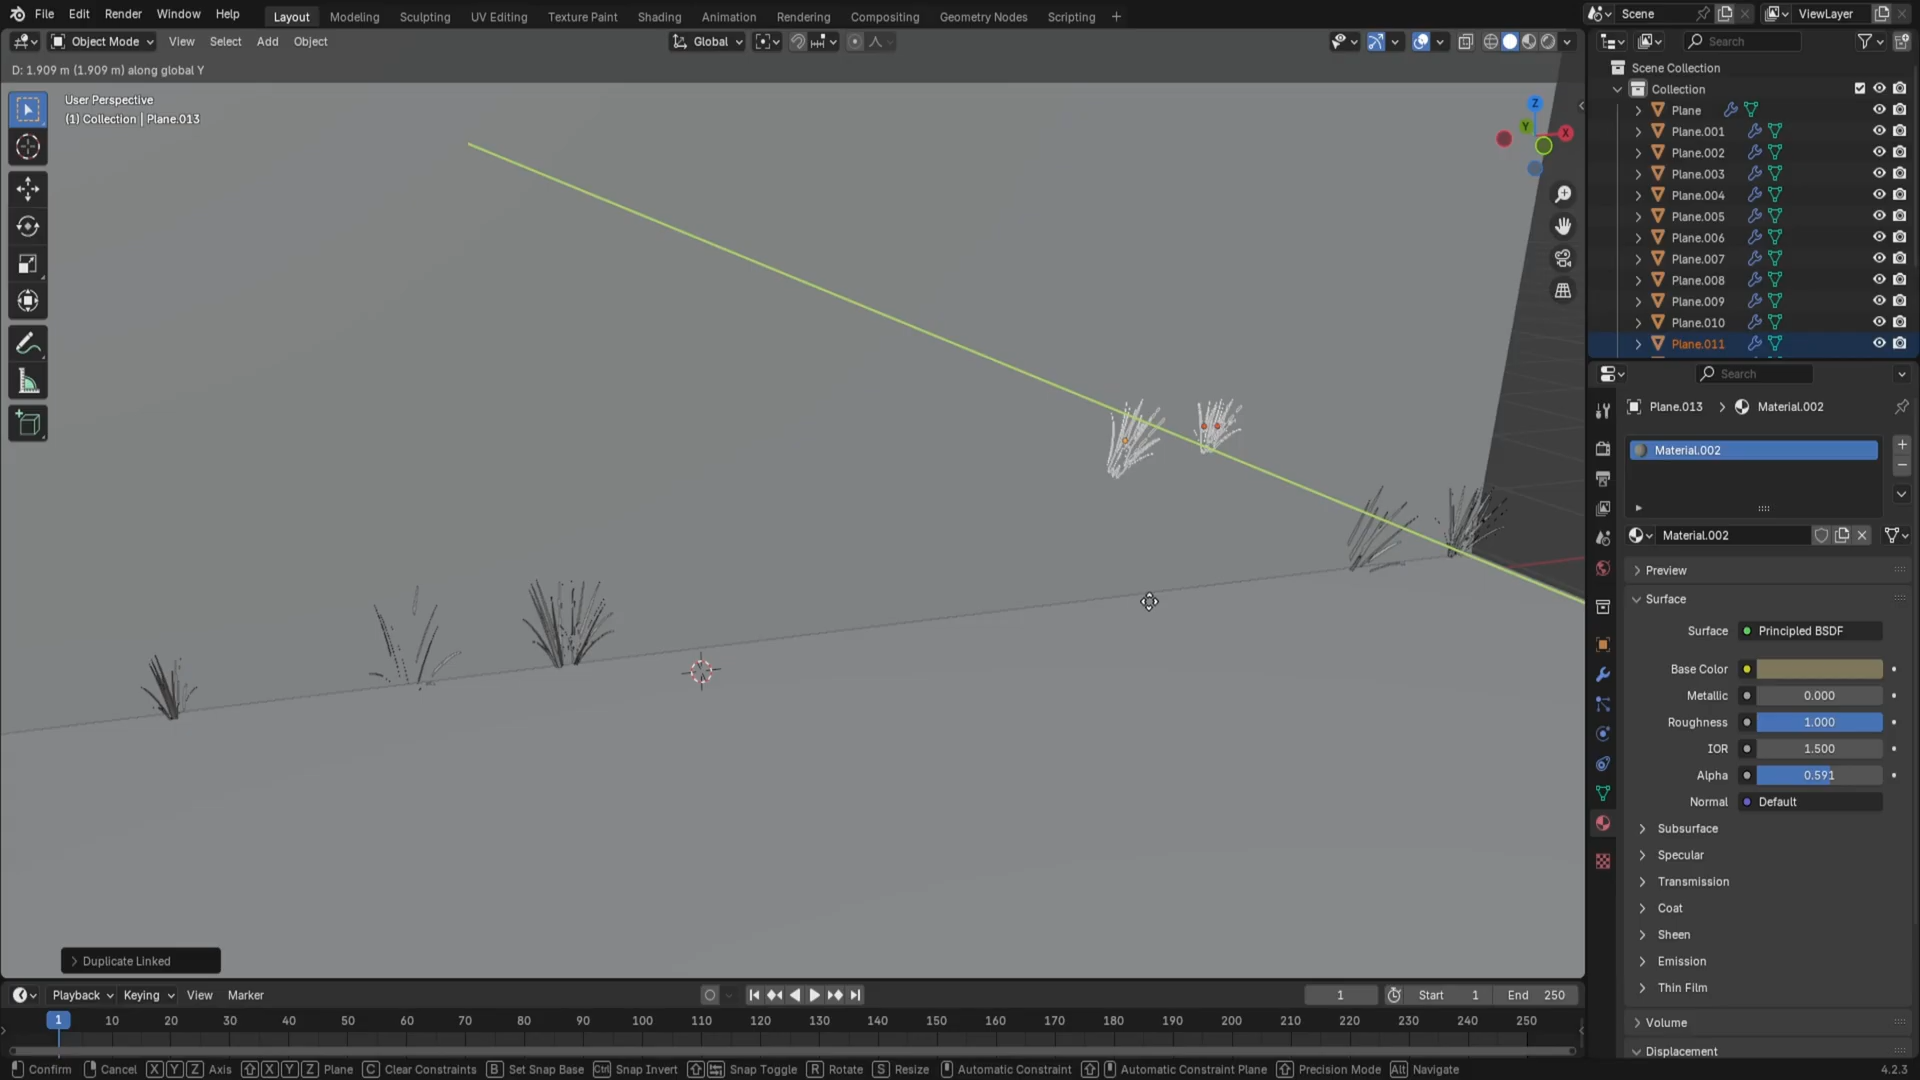 File Edit Render Window Help Layout Modeling Sculpting UV Editing Texture Paint Shading Animation Rendering Compositing Geometry Nodes Scripting + Scene ViewLayer
Object Mode View Select Add Object Global Search
D: 1.909 m (1.909 m) along global Y
User Perspective
(1) Collection | Plane.013
Z
Y
X
Scene Collection
Collection
Plane
Plane.001
Plane.002
Plane.003
Plane.004
Plane.005
Plane.006
Plane.007
Plane.008
Plane.009
Plane.010
Plane.011
Search
Plane.013 > Material.002
Material.002
Material.002
Preview
Surface
Surface Principled BSDF
Base Color
Metallic 0.000
Roughness 1.000
IOR 1.500
Alpha 0.591
Normal Default
Subsurface
Specular
Transmission
Coat
Sheen
Emission
Thin Film
Volume
Displacement
Duplicate Linked
Playback Keying View Marker 1 Start 1 End 250
1 10 20 30 40 50 60 70 80 90 100 110 120 130 140 150 160 170 180 190 200 210 220 230 240 250
Confirm Cancel X Y Z Axis X Y Z Plane C Clear Constraints B Set Snap Base Ctrl Snap Invert Snap Toggle R Rotate S Resize Automatic Constraint Automatic Constraint Plane Precision Mode Alt Navigate 4.2.3